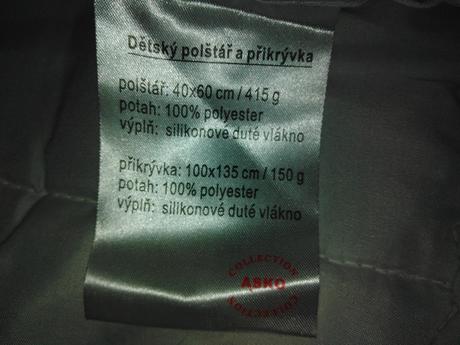 Dětský polštář a přikrývka
polštář: 40x60 cm / 415 g
potah: 100% polyester
výplň: silikonové duté vlákno
přikrývka: 100x135 cm / 150 g
potah: 100% polyester
výplň: silikonové duté vlákno
COLLECTION
ASKO
COLLECTION